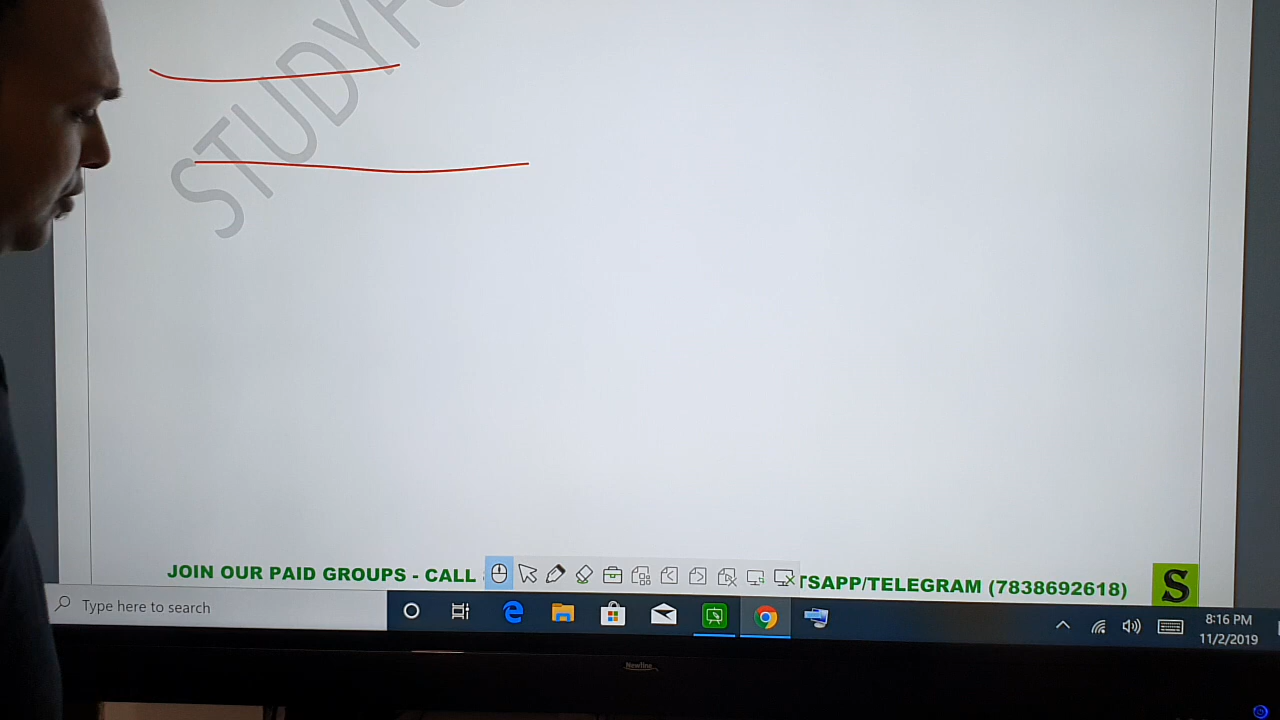 STUDYF
JOIN OUR PAID GROUPS - CALL TSAPP/TELEGRAM (7838692618)
S
Type here to search
8:16 PM
11/2/2019
Newline